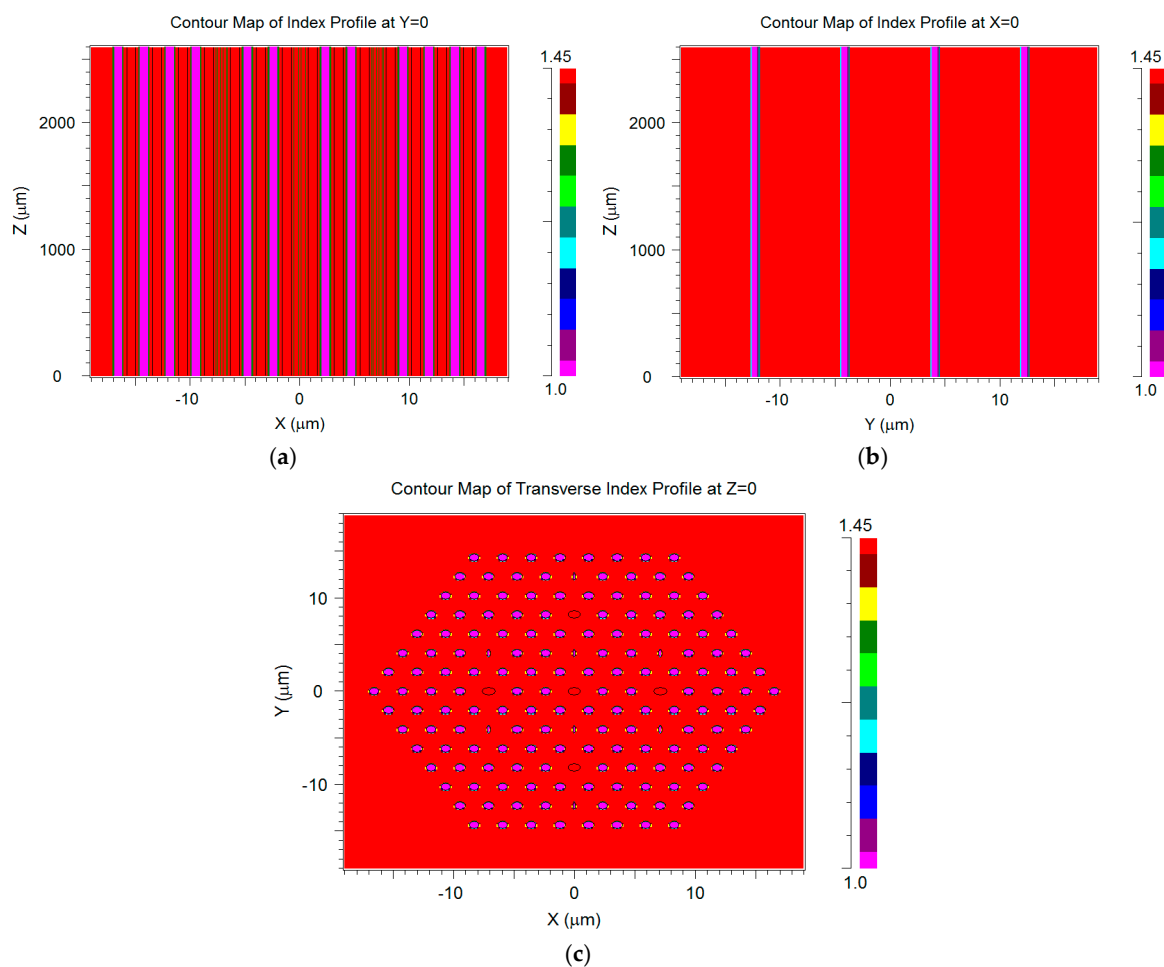 Contour Map of Index Profile at Y=0
1.45
2000
1000
0
Z (μm)
-10 0 10
X (μm)
1.0
(a)
Contour Map of Index Profile at X=0
1.45
2000
1000
0
Z (μm)
-10 0 10
Y (μm)
1.0
(b)
Contour Map of Transverse Index Profile at Z=0
1.45
10
0
-10
Y (μm)
-10 0 10
X (μm)
1.0
(c)